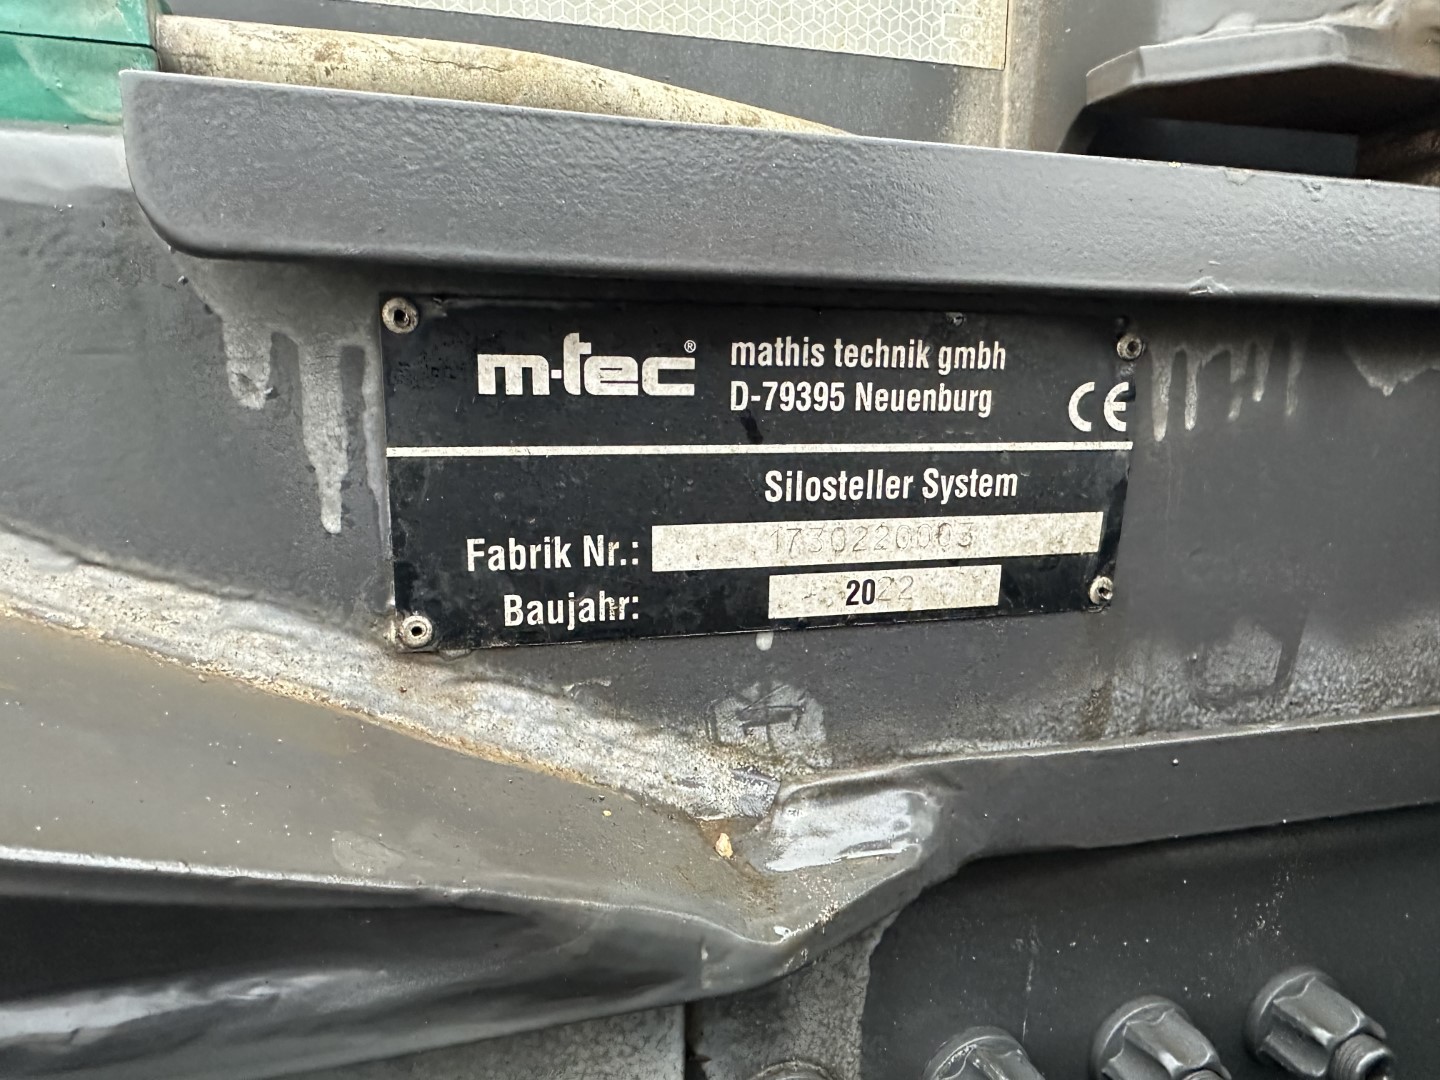 m-tec®
mathis technik gmbh
D-79395 Neuenburg
CE
Silosteller System
Fabrik Nr.: 1730220003
Baujahr: 2022